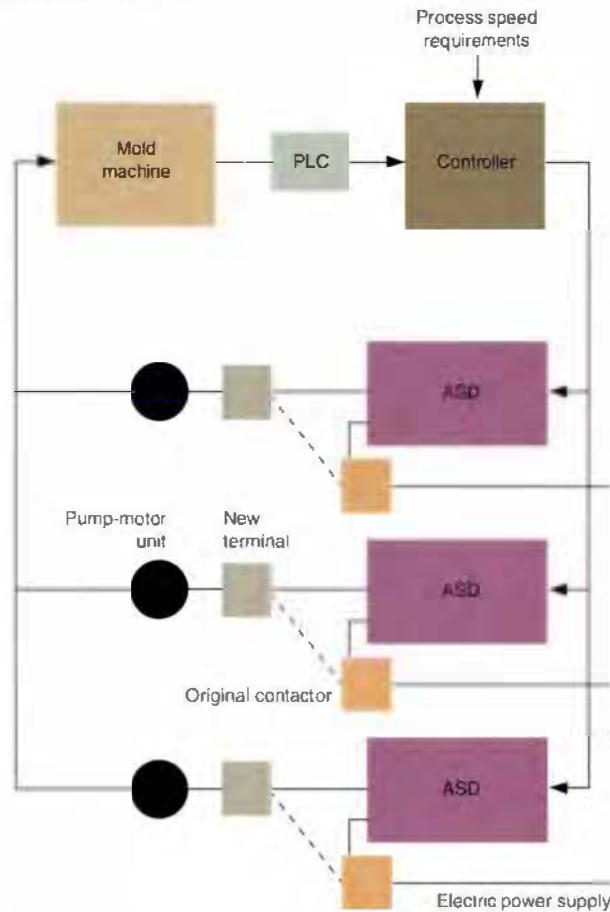 Process speed
requirements
Mold
machine
PLC
Controller
ASD
Pump-motor
unit
New
terminal
ASD
Original contactor
ASD
Electric power supply